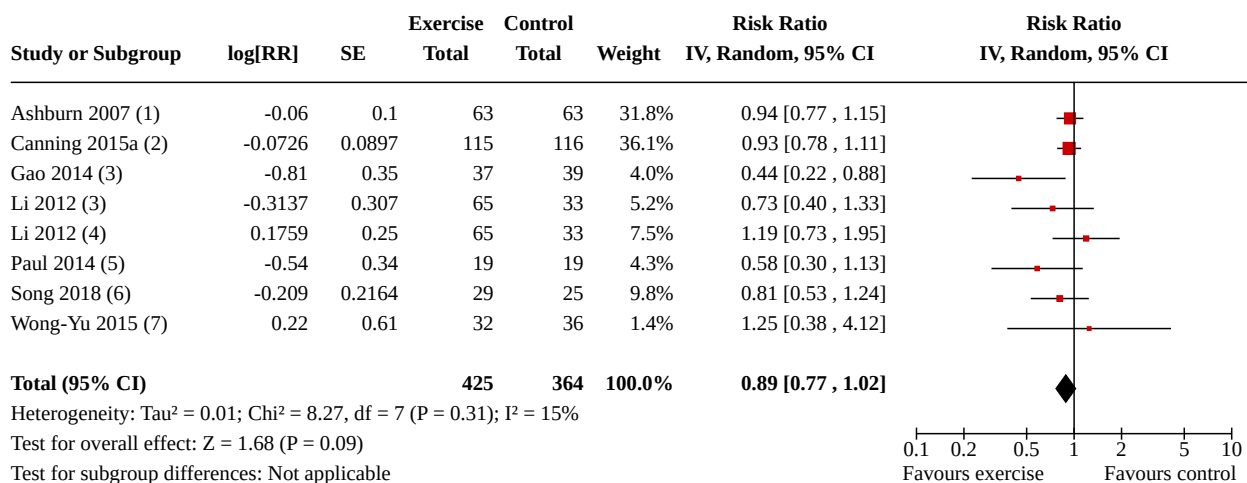 Exercise Control Risk Ratio Risk Ratio
Study or Subgroup log[RR] SE Total Total Weight IV, Random, 95% CI IV, Random, 95% CI
Ashburn 2007 (1) -0.06 0.1 63 63 31.8% 0.94 [0.77 , 1.15]
Canning 2015a (2) -0.0726 0.0897 115 116 36.1% 0.93 [0.78 , 1.11]
Gao 2014 (3) -0.81 0.35 37 39 4.0% 0.44 [0.22 , 0.88]
Li 2012 (3) -0.3137 0.307 65 33 5.2% 0.73 [0.40 , 1.33]
Li 2012 (4) 0.1759 0.25 65 33 7.5% 1.19 [0.73 , 1.95]
Paul 2014 (5) -0.54 0.34 19 19 4.3% 0.58 [0.30 , 1.13]
Song 2018 (6) -0.209 0.2164 29 25 9.8% 0.81 [0.53 , 1.24]
Wong-Yu 2015 (7) 0.22 0.61 32 36 1.4% 1.25 [0.38 , 4.12]
Total (95% CI) 425 364 100.0% 0.89 [0.77 , 1.02]
Heterogeneity: Tau² = 0.01; Chi² = 8.27, df = 7 (P = 0.31); I² = 15%
Test for overall effect: Z = 1.68 (P = 0.09)
0.1 0.2 0.5 1 2 5 10
Test for subgroup differences: Not applicable
Favours exercise Favours control